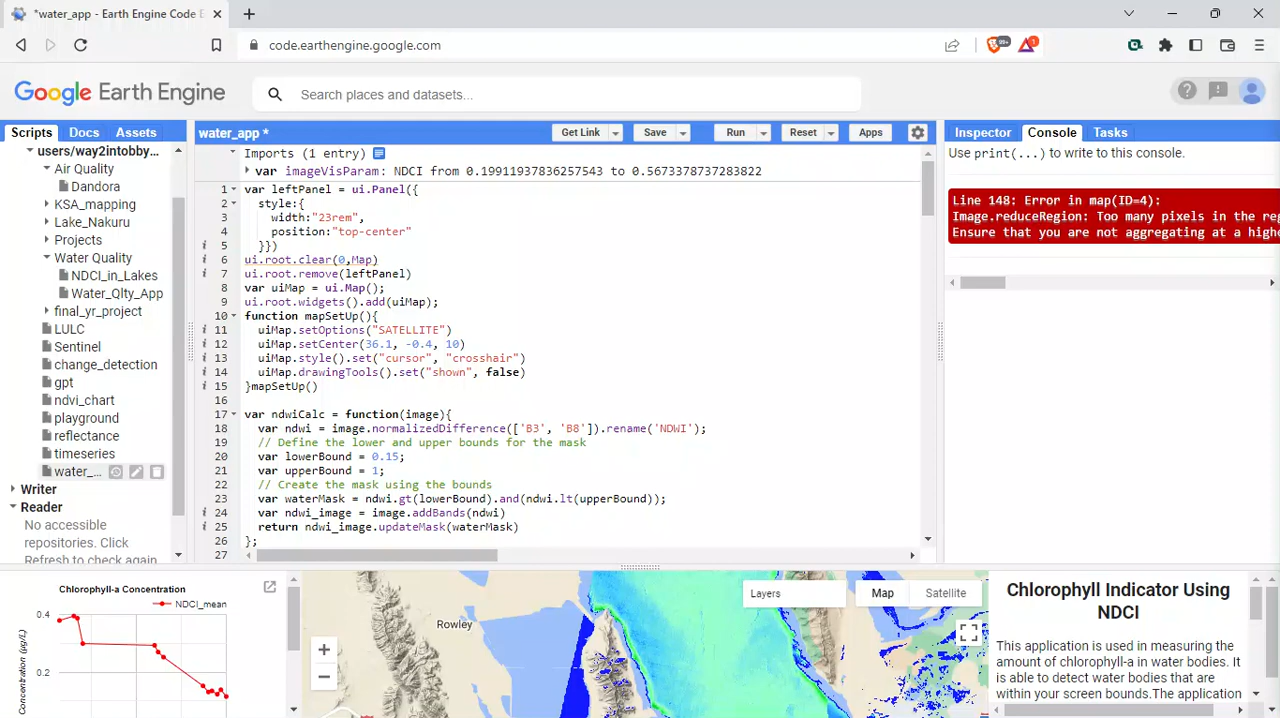 *water_app - Earth Engine Code E
code.earthengine.google.com
99+
1
Google Earth Engine
Search places and datasets...
Scripts
Docs
Assets
users/way2intobby...
Air Quality
Dandora
KSA_mapping
Lake_Nakuru
Projects
Water Quality
NDCI_in_Lakes
Water_Qlty_App
final_yr_project
LULC
Sentinel
change_detection
gpt
ndvi_chart
playground
reflectance
timeseries
water_...
Writer
Reader
No accessible
repositories. Click
Refresh to check again
water_app *
Get Link
Save
Run
Reset
Apps
Imports (1 entry)
var imageVisParam: NDCI from 0.19911937836257543 to 0.5673378737283822
1 var leftPanel = ui.Panel({
2 style:{
3 width:"23rem",
4 position:"top-center"
i 5 }})
i 6 ui.root.clear(0,Map)
i 7 ui.root.remove(leftPanel)
8 var uiMap = ui.Map();
9 ui.root.widgets().add(uiMap);
10 function mapSetUp(){
i 11 uiMap.setOptions("SATELLITE")
i 12 uiMap.setCenter(36.1, -0.4, 10)
i 13 uiMap.style().set("cursor", "crosshair")
i 14 uiMap.drawingTools().set("shown", false)
i 15 }mapSetUp()
16
17 var ndwiCalc = function(image){
18 var ndwi = image.normalizedDifference(['B3', 'B8']).rename('NDWI');
19 // Define the lower and upper bounds for the mask
20 var lowerBound = 0.15;
21 var upperBound = 1;
22 // Create the mask using the bounds
23 var waterMask = ndwi.gt(lowerBound).and(ndwi.lt(upperBound));
i 24 var ndwi_image = image.addBands(ndwi)
i 25 return ndwi_image.updateMask(waterMask)
26 };
27
Inspector
Console
Tasks
Use print(...) to write to this console.
Line 148: Error in map(ID=4):
Image.reduceRegion: Too many pixels in the reg
Ensure that you are not aggregating at a highe
Chlorophyll-a Concentration
NDCI_mean
0.4
0.2
Concentration (µg/L)
Rowley
Layers
Map
Satellite
Chlorophyll Indicator Using
NDCI
This application is used in measuring the
amount of chlorophyll-a in water bodies. It
is able to detect water bodies that are
within your screen bounds.The application